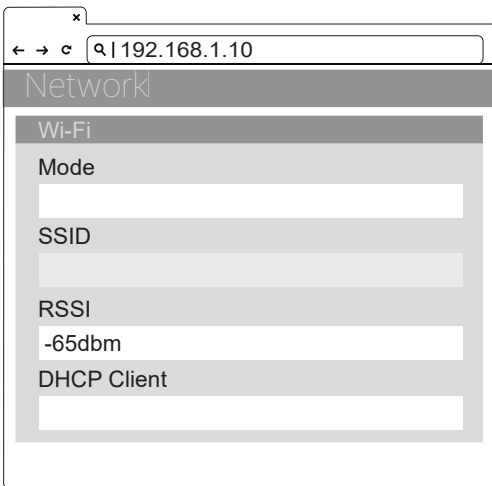 192.168.1.10
Network
Wi-Fi
Mode
SSID
RSSI
-65dbm
DHCP Client